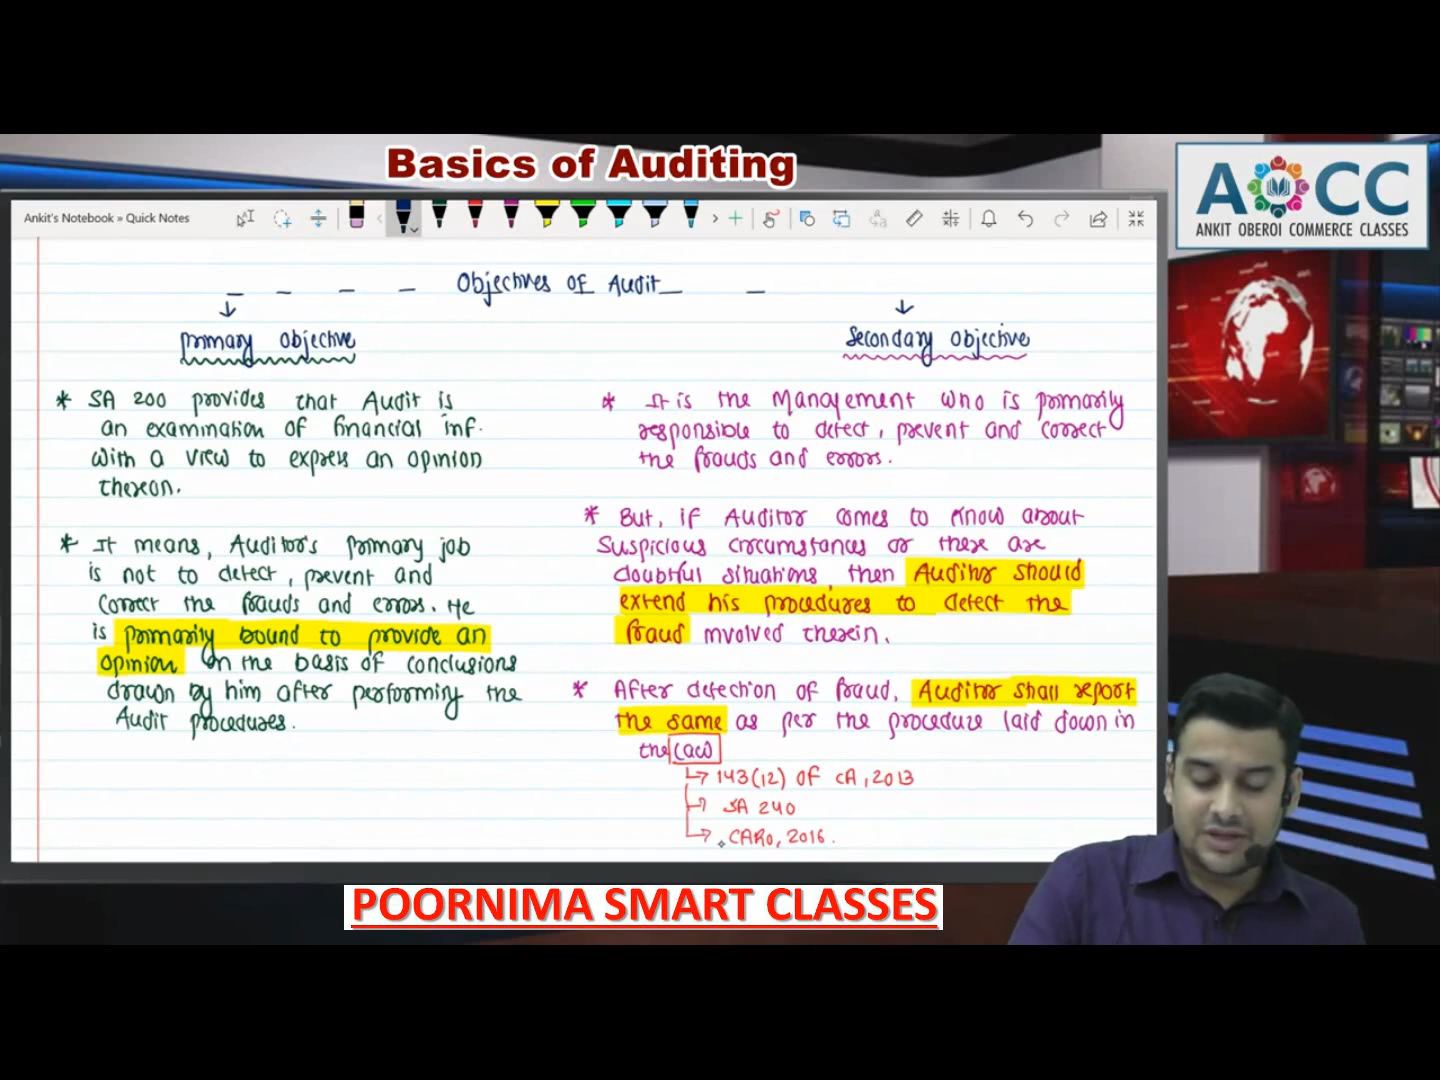 Basics of Auditing
AOCC
ANKIT OBEROI COMMERCE CLASSES
Ankit's Notebook » Quick Notes
Objectives of Audit
Primary Objective
Secondary Objective
* SA 200 provides that Audit is
an examination of financial inf.
with a view to express an opinion
thereon.
* It means, Auditor's primary job
is not to detect, prevent and
correct the frauds and errors. He
is primarily bound to provide an
opinion on the basis of conclusions
drawn by him after performing the
Audit procedures.
* It is the Management who is primarily
responsible to detect, prevent and correct
the frauds and errors.
* But, if Auditor comes to know about
suspicious circumstances or there are
doubtful situations, then Auditor should
extend his procedures to detect the
fraud involved therein.
* After detection of fraud, Auditor shall report
the same as per the procedure laid down in
the Law
→ 143(12) of CA, 2013
→ SA 240
→ CARO, 2016.
POORNIMA SMART CLASSES